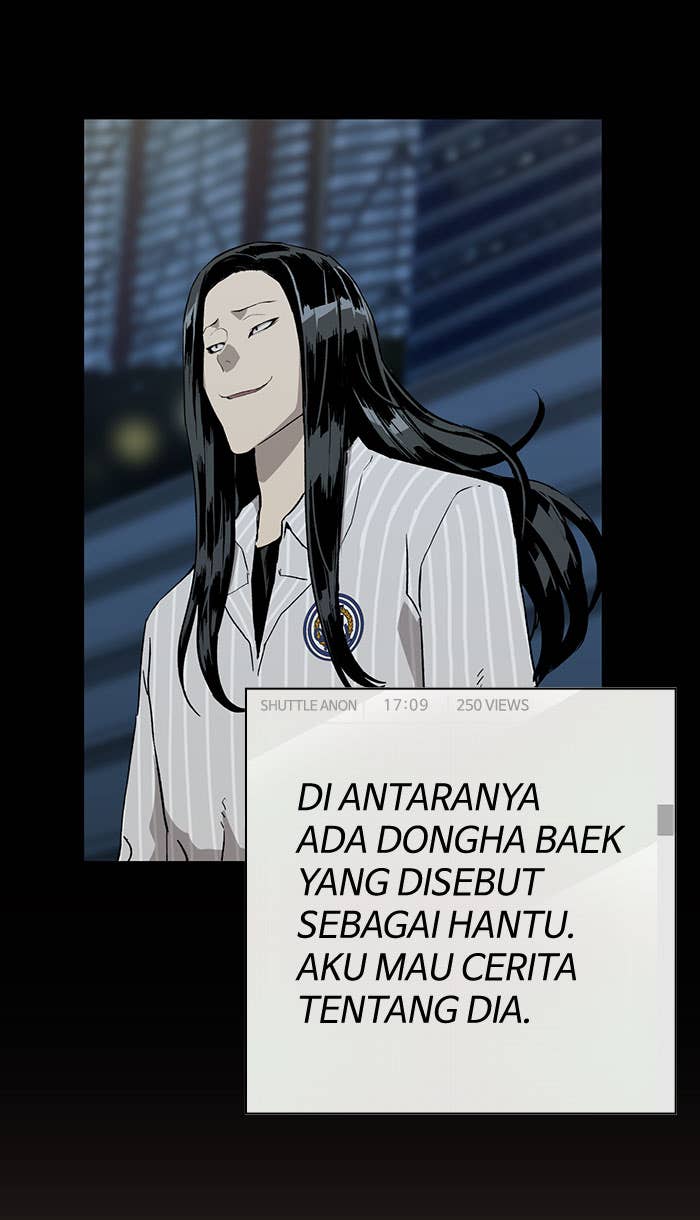 SHUTTLE ANON 17:09 250 VIEWS
DI ANTARANYA
ADA DONGHA BAEK
YANG DISEBUT
SEBAGAI HANTU.
AKU MAU CERITA
TENTANG DIA.